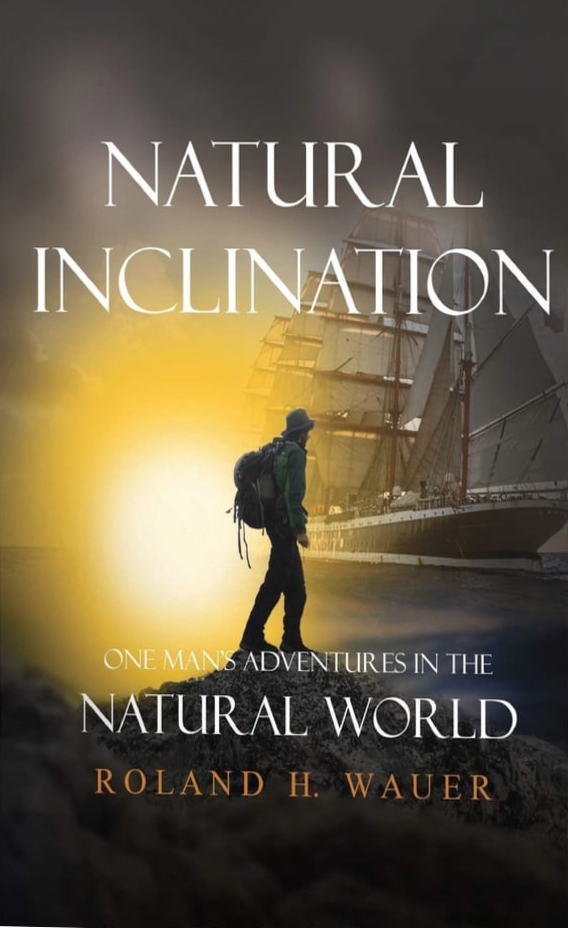 NATURAL
INCLINATION
ONE MAN'S ADVENTURES IN THE
NATURAL WORLD
ROLAND H. WAUER